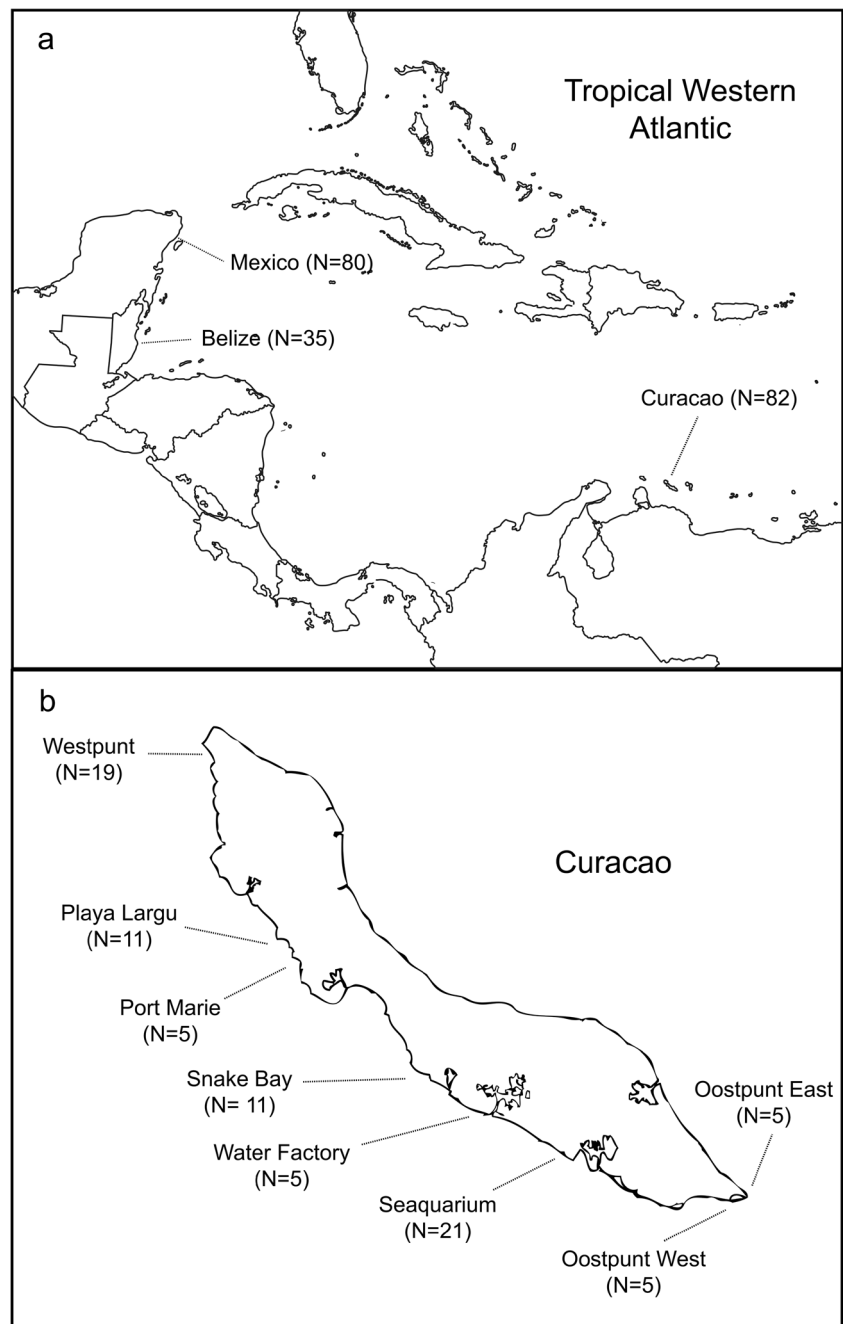 a
Tropical Western
Atlantic
Mexico (N=80)
Belize (N=35)
Curacao (N=82)
b
Westpunt
(N=19)
Curacao
Playa Largu
(N=11)
Port Marie
(N=5)
Snake Bay
(N= 11)
Water Factory
(N=5)
Seaquarium
(N=21)
Oostpunt East
(N=5)
Oostpunt West
(N=5)